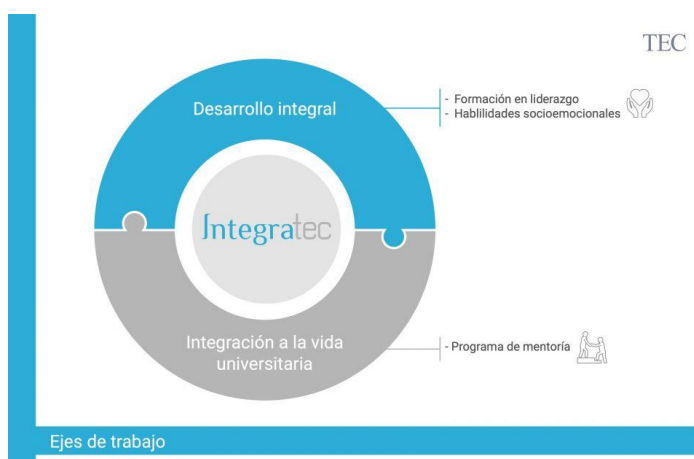 TEC
Desarrollo integral
- Formación en liderazgo
- Hablilidades socioemocionales
Integratec
Integración a la vida
universitaria
- Programa de mentoría
Ejes de trabajo